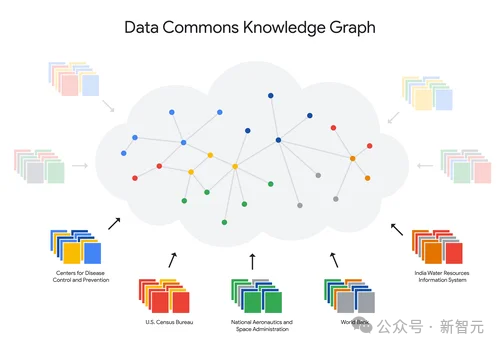 Data Commons Knowledge Graph
Centers for Disease
Control and Prevention
India Water Resources
Information System
U.S. Census Bureau
National Aeronautics and
Space Administration
World Bank
公众号·新智元